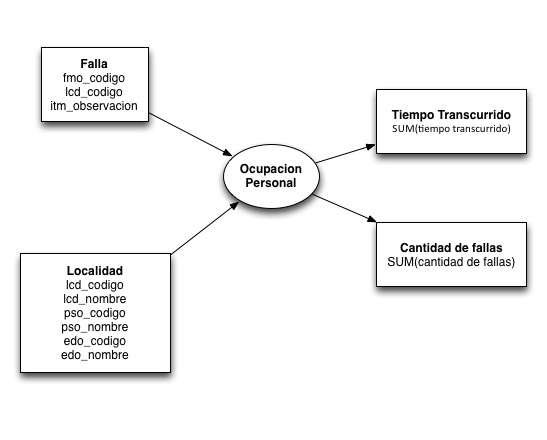 Falla
fmo_codigo
lcd_codigo
itm_observacion
Tiempo Transcurrido
SUM(tiempo transcurrido)
Ocupacion
Personal
Cantidad de fallas
SUM(cantidad de fallas)
Localidad
lcd_codigo
lcd_nombre
pso_codigo
pso_nombre
edo_codigo
edo_nombre